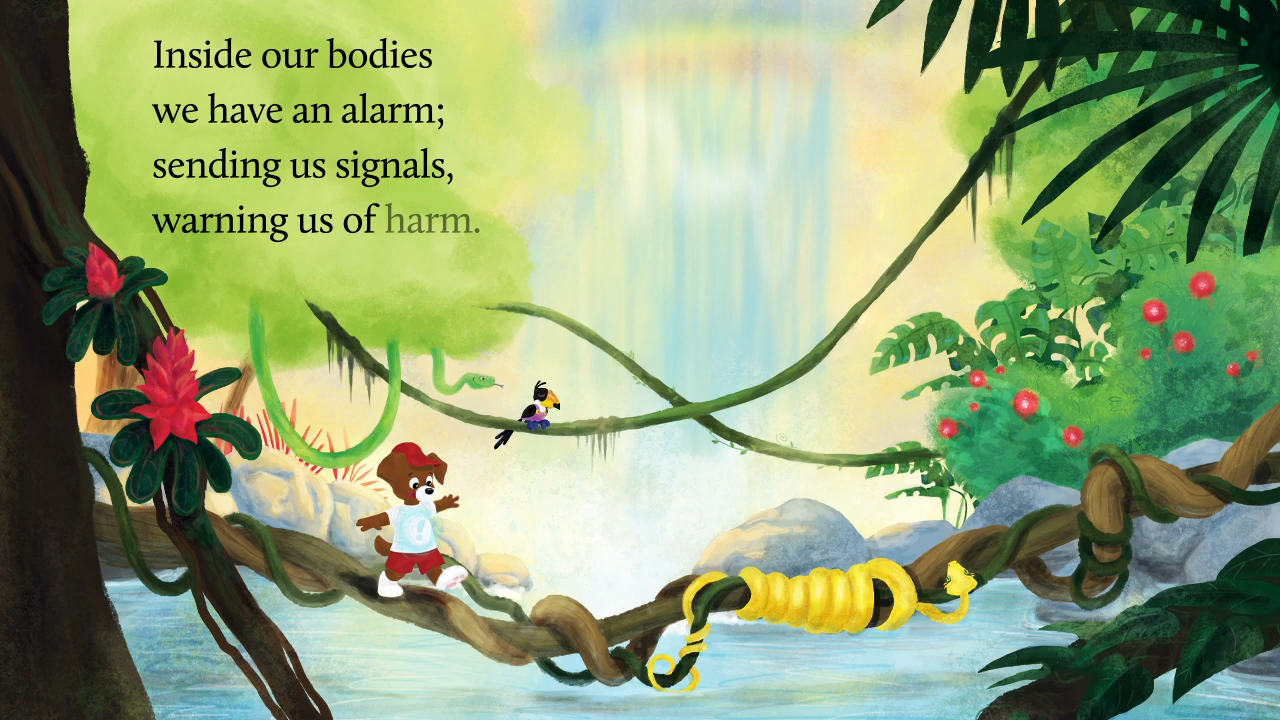 Inside our bodies
we have an alarm;
sending us signals,
warning us of harm.